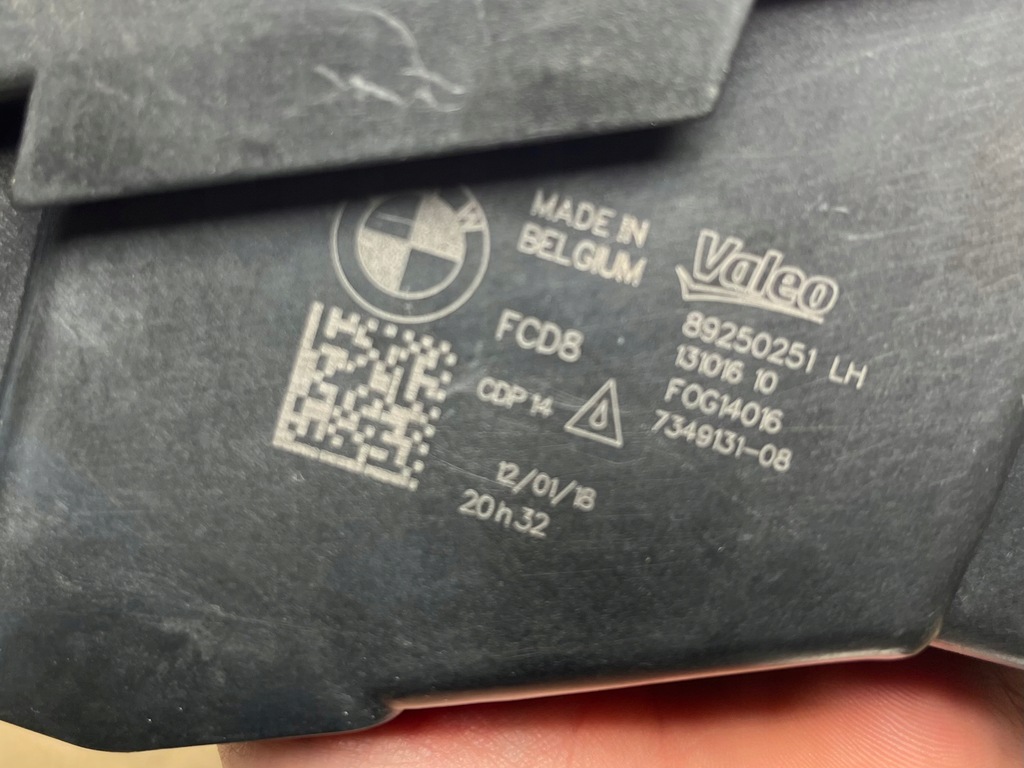 W
MADE IN
BELGIUM
Valeo
FCD8
CDP 14
89250251 LH
131016 10
FOG14016
7349131-08
12/01/18
20h32